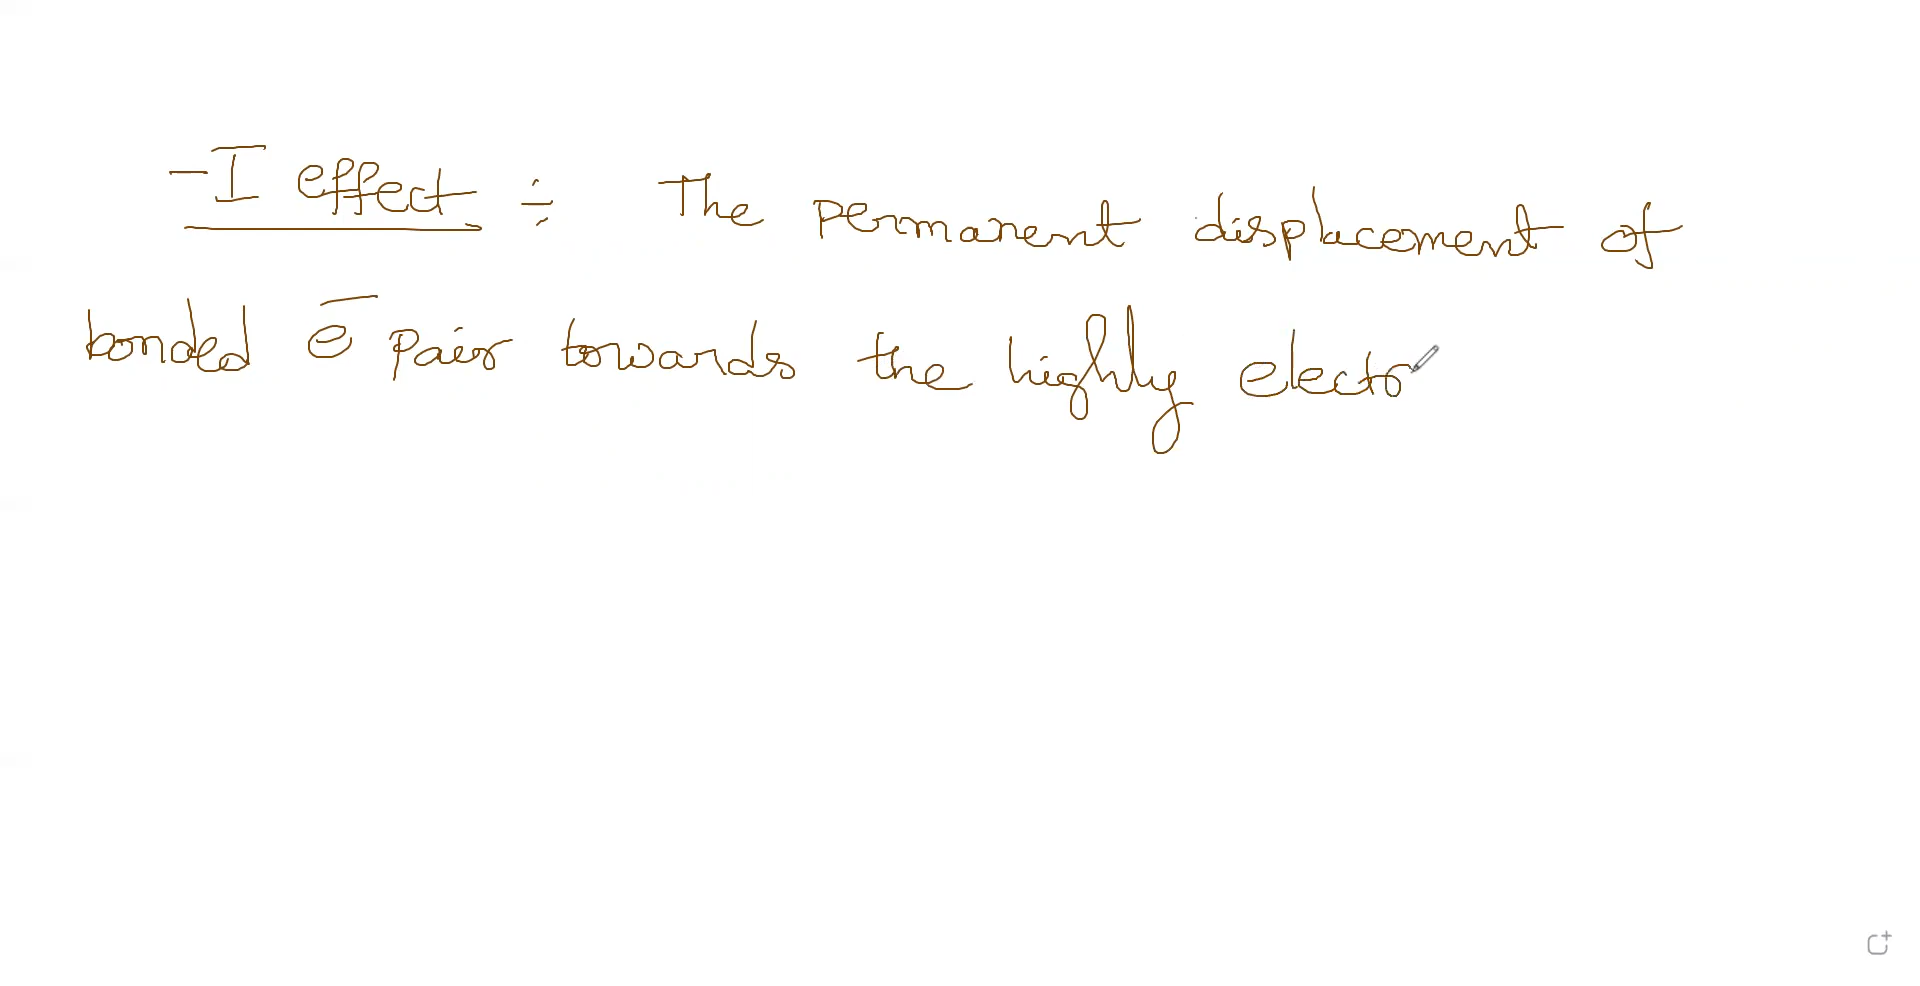 -I effect ÷ The permanent displacement of
bonded e̅ pair towards the highly electro